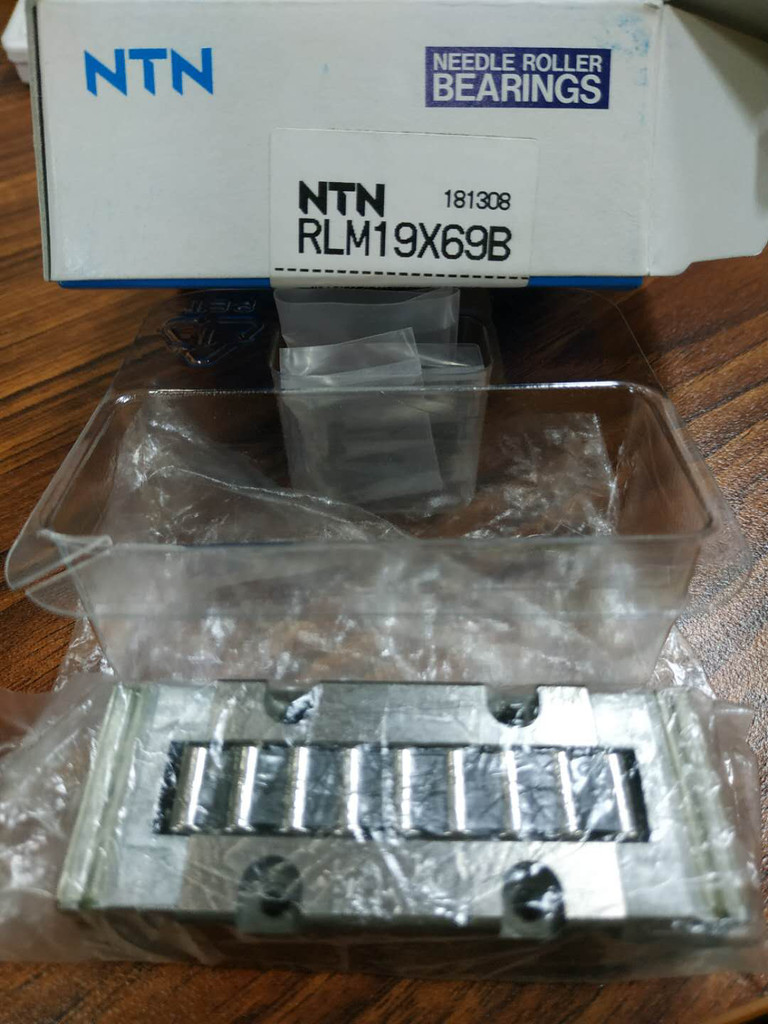 NTN
NEEDLE ROLLER
BEARINGS
NTN 181308
RLM19X69B